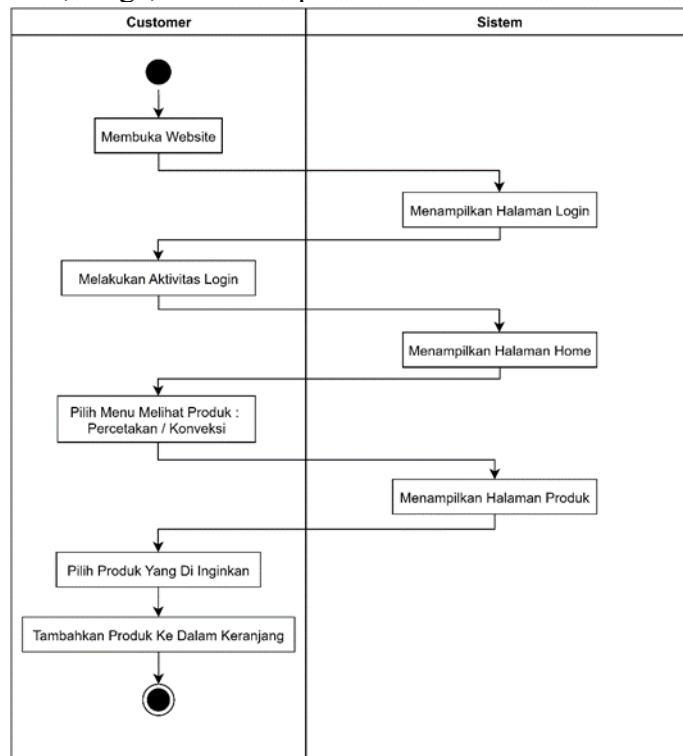 Customer
Sistem
Membuka Website
Menampilkan Halaman Login
Melakukan Aktivitas Login
Menampilkan Halaman Home
Pilih Menu Melihat Produk :
Percetakan / Konveksi
Menampilkan Halaman Produk
Pilih Produk Yang Di Inginkan
Tambahkan Produk Ke Dalam Keranjang